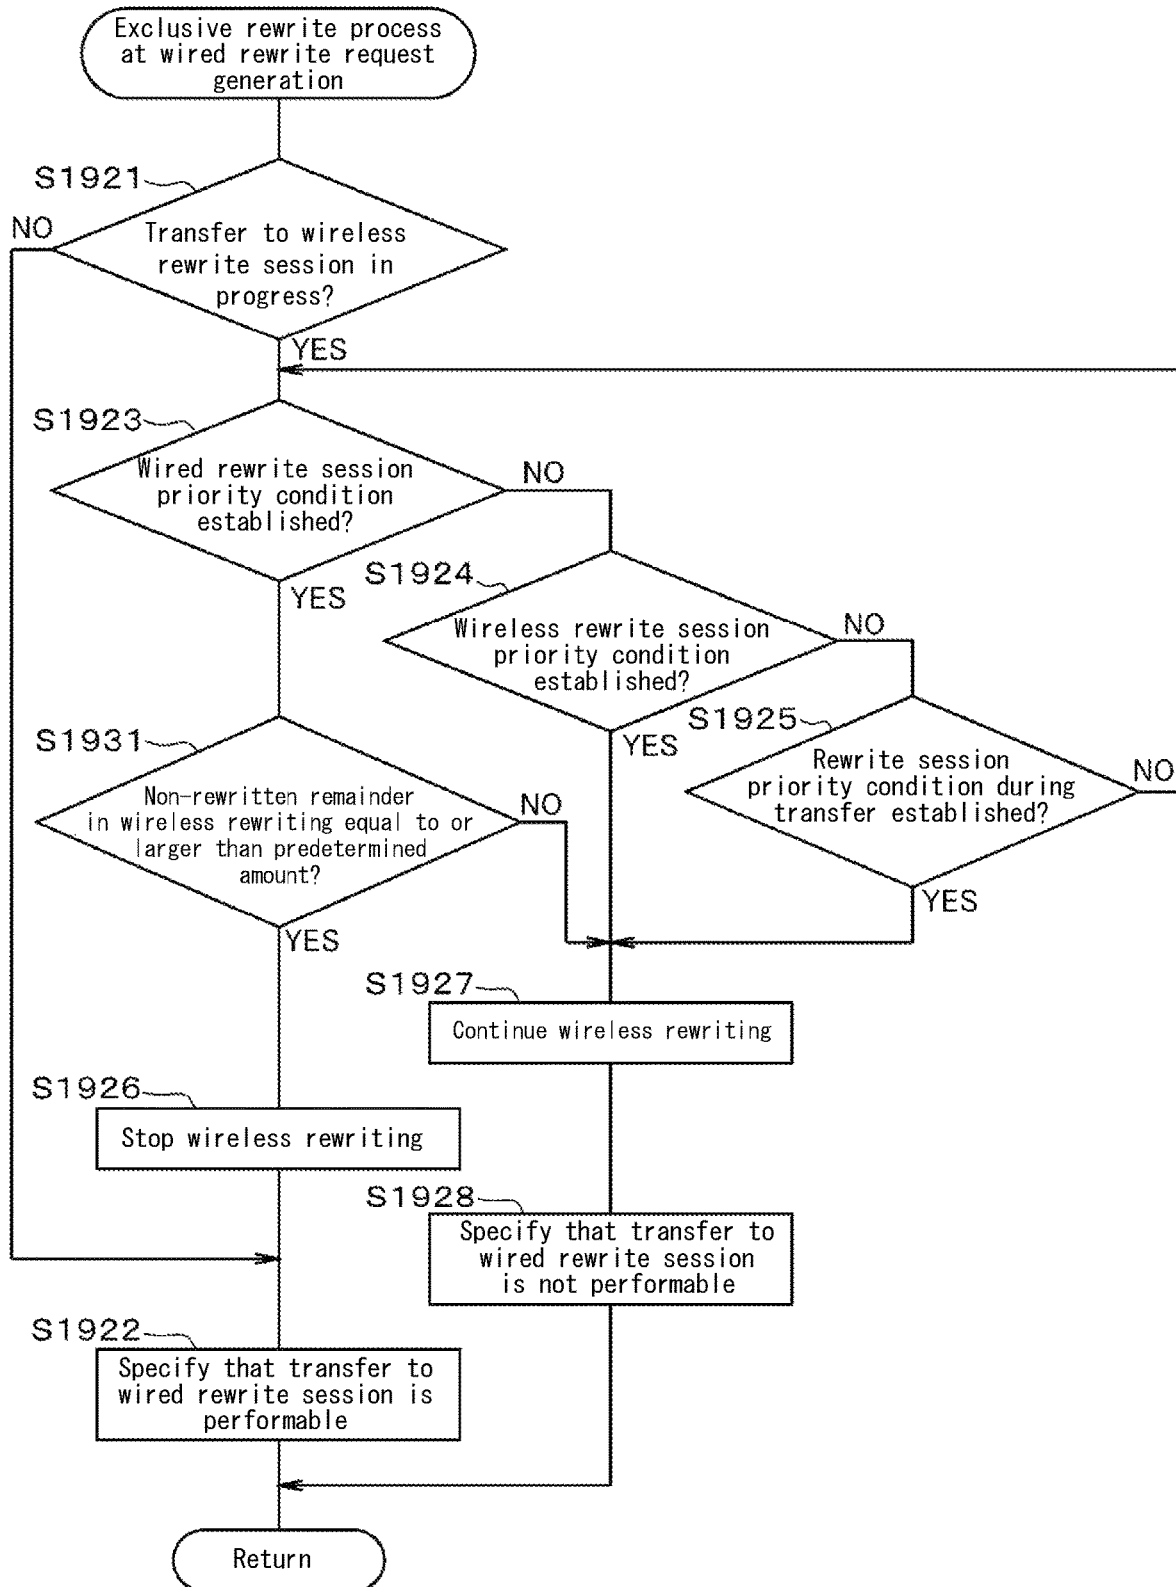 Exclusive rewrite process
at wired rewrite request
generation
S1921
NO
Transfer to wireless
rewrite session in
progress?
YES
S1923
Wired rewrite session
priority condition
established?
NO
YES
S1924
Wireless rewrite session
priority condition
established?
NO
YES
S1925
Rewrite session
priority condition during
transfer established?
NO
YES
S1931
Non-rewritten remainder
in wireless rewriting equal to or
larger than predetermined
amount?
NO
YES
S1927
Continue wireless rewriting
S1926
Stop wireless rewriting
S1928
Specify that transfer to
wired rewrite session
is not performable
S1922
Specify that transfer to
wired rewrite session is
performable
Return